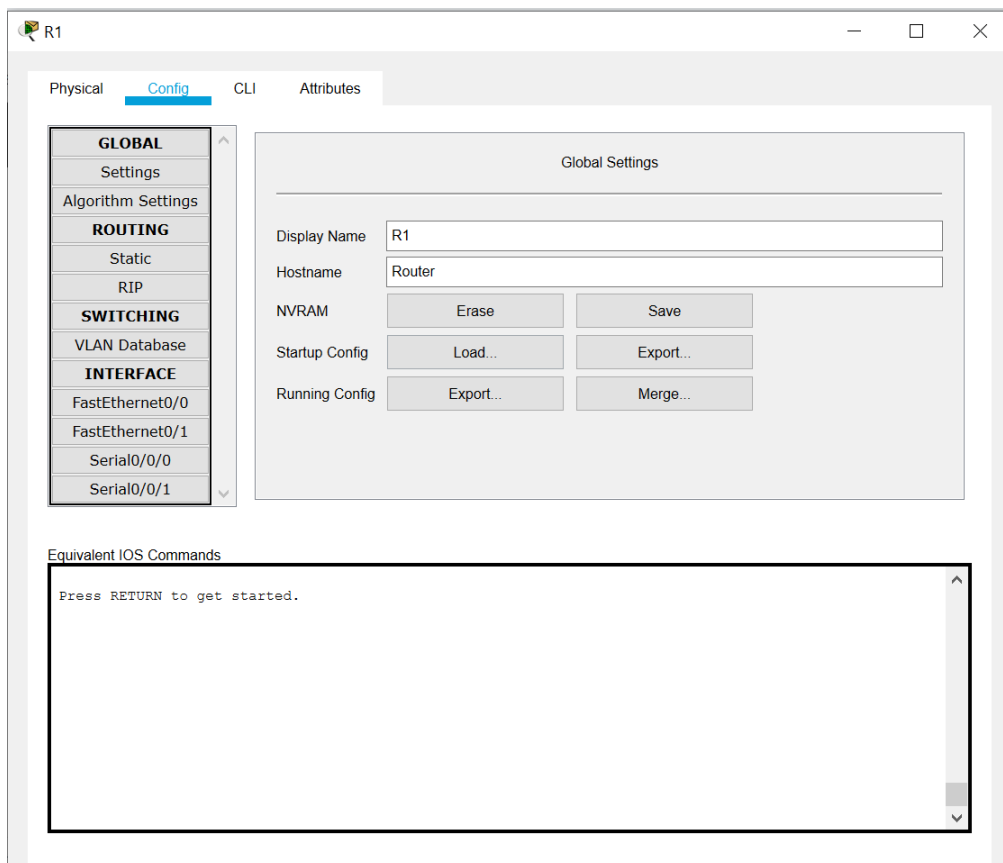 R1
Physical Config CLI Attributes
GLOBAL
Settings
Algorithm Settings
ROUTING
Static
RIP
SWITCHING
VLAN Database
INTERFACE
FastEthernet0/0
FastEthernet0/1
Serial0/0/0
Serial0/0/1
Global Settings
Display Name R1
Hostname Router
NVRAM Erase Save
Startup Config Load... Export...
Running Config Export... Merge...
Equivalent IOS Commands
Press RETURN to get started.